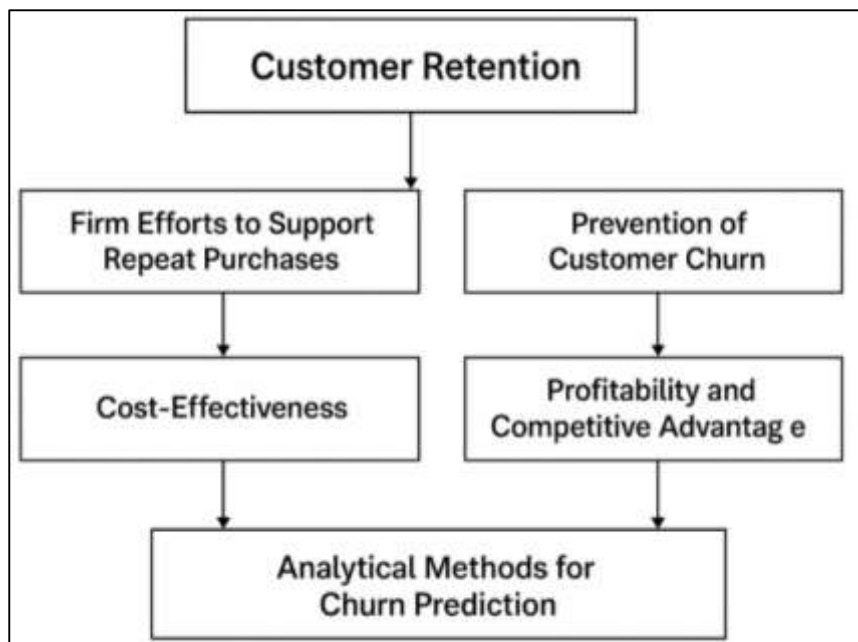 Customer Retention
Firm Efforts to Support
Repeat Purchases
Prevention of
Customer Churn
Cost-Effectiveness
Profitability and
Competitive Advantag e
Analytical Methods for
Churn Prediction